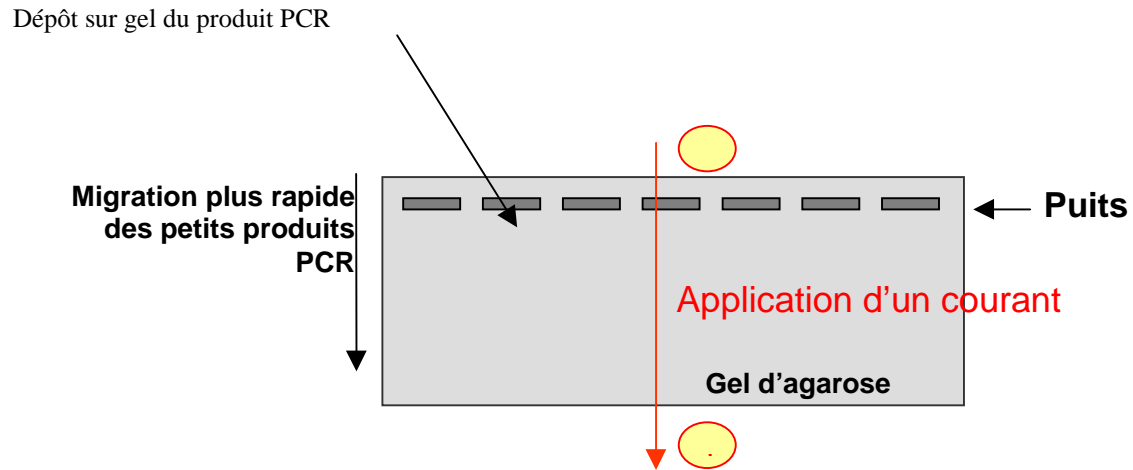 Dépôt sur gel du produit PCR
Migration plus rapide
des petits produits
PCR
Puits
Application d’un courant
Gel d’agarose